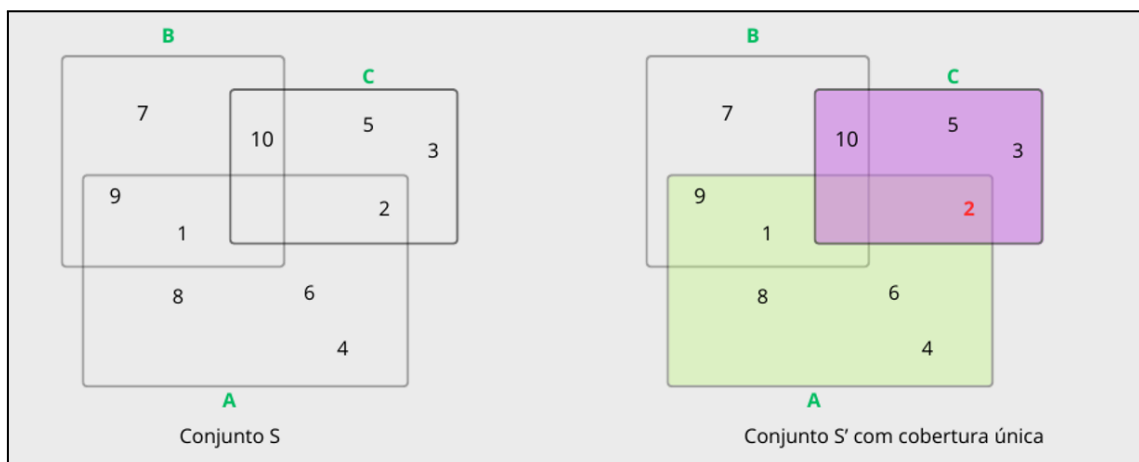 B B
C C
7 5 7 5
10 3 10 3
9 2 9 2
1 1
8 6 8 6
4 4
A A
Conjunto S Conjunto S’ com cobertura única